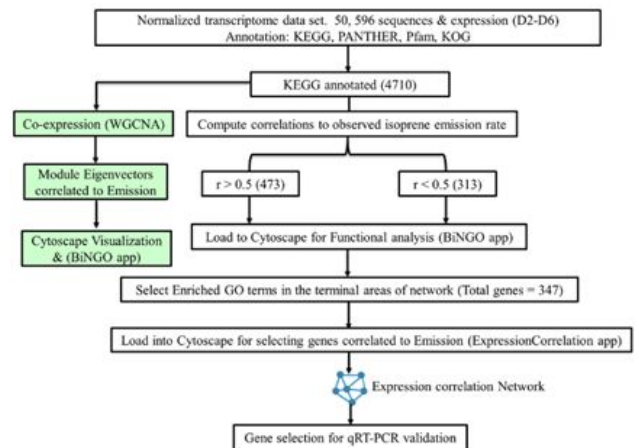 Normalized transcriptome data set. 50, 596 sequences & expression (D2-D6)
Annotation: KEGG, PANTHER, Pfam, KOG
KEGG annotated (4710)
Co-expression (WGCNA)
Compute correlations to observed isoprene emission rate
Module Eigenvectors
correlated to Emission
r > 0.5 (473)
r < 0.5 (313)
Cytoscape Visualization
& (BiNGO app)
Load to Cytoscape for Functional analysis (BiNGO app)
Select Enriched GO terms in the terminal areas of network (Total genes = 347)
Load into Cytoscape for selecting genes correlated to Emission (ExpressionCorrelation app)
Expression correlation Network
Gene selection for qRT-PCR validation